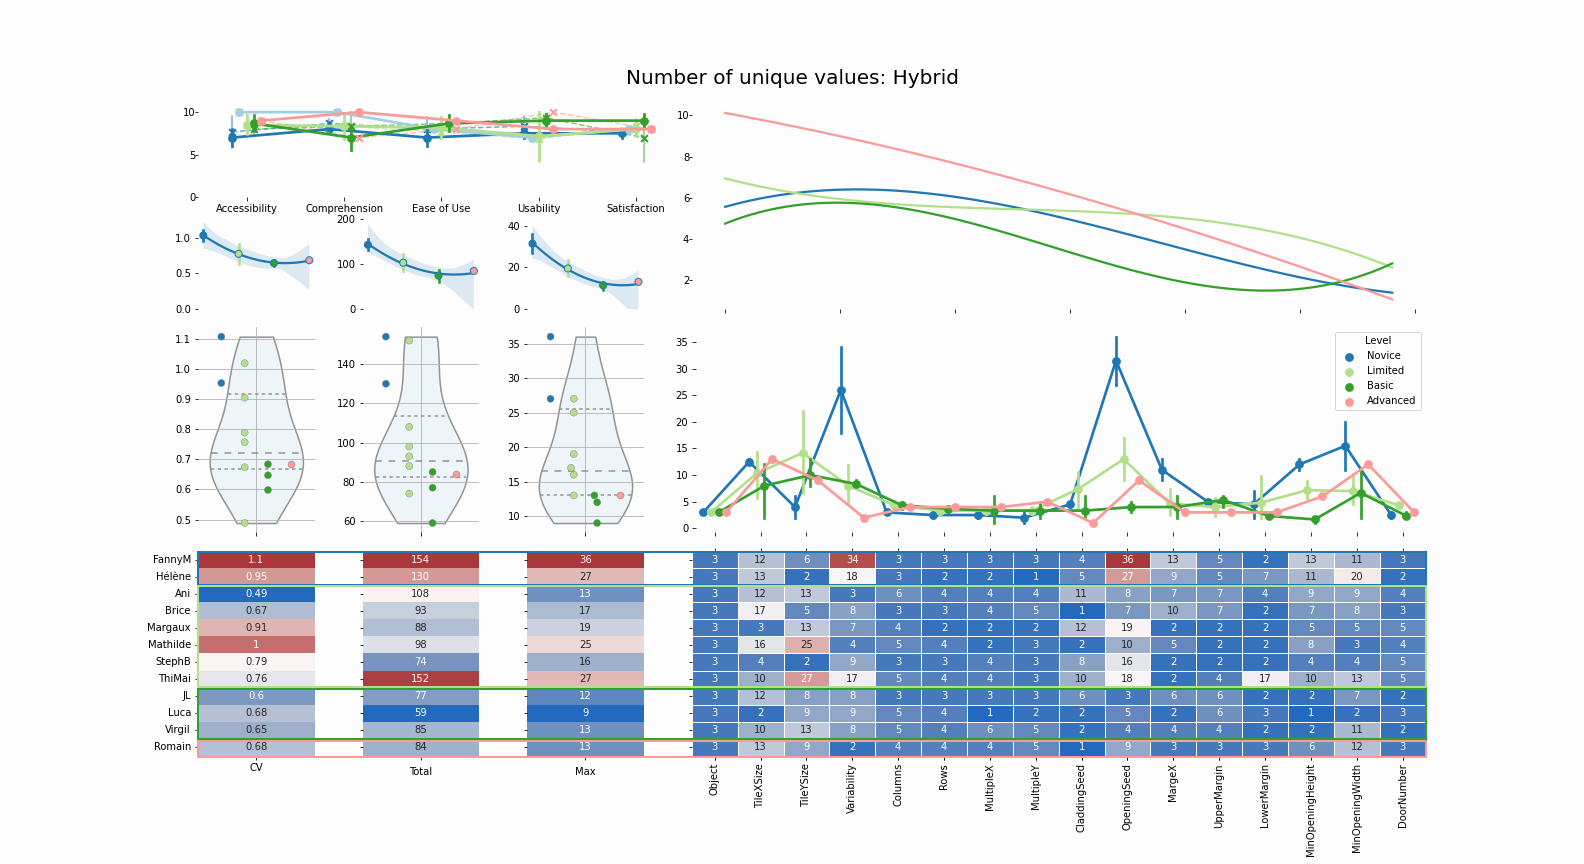 Number of unique values: Hybrid
10
5
0
Accessibility Comprehension Ease of Use Usability Satisfaction
10
8
6
4
2
1.0
0.5
0.0
200
100
0
40
20
0
1.1
1.0
0.9
0.8
0.7
0.6
0.5
140
120
100
80
60
35
30
25
20
15
10
35
30
25
20
15
10
5
0
Level
Novice
Limited
Basic
Advanced
FannyM 1.1 154 36 3 12 6 34 3 3 3 3 4 36 13 5 2 13 11 3
Hélène 0.95 130 27 3 13 2 18 3 2 2 1 5 27 9 5 7 11 20 2
Ani 0.49 108 13 3 12 13 3 6 4 4 4 11 8 7 7 4 9 9 4
Brice 0.67 93 17 3 17 5 8 3 3 4 5 1 7 10 7 2 7 8 3
Margaux 0.91 88 19 3 3 13 7 4 2 2 2 12 19 2 2 2 5 5 5
Mathilde 1 98 25 3 16 25 4 5 4 2 3 2 10 5 2 2 8 3 4
StephB 0.79 74 16 3 4 2 9 3 3 4 3 8 16 2 2 2 4 4 5
ThiMai 0.76 152 27 3 10 27 17 5 4 4 3 10 18 2 4 17 10 13 5
JL 0.6 77 12 3 12 8 8 3 3 3 3 6 3 6 6 2 2 7 2
Luca 0.68 59 9 3 2 9 9 5 4 1 2 2 5 2 6 3 1 2 3
Virgil 0.65 85 13 3 10 13 8 5 4 6 5 2 4 4 4 2 2 11 2
Romain 0.68 84 13 3 13 9 2 4 4 4 5 1 9 3 3 3 6 12 3
CV Total Max Object TileXSize TileYSize Variability Columns Rows MultipleX MultipleY CladdingSeed OpeningSeed MargeX UpperMargin LowerMargin MinOpeningHeight MinOpeningWidth DoorNumber